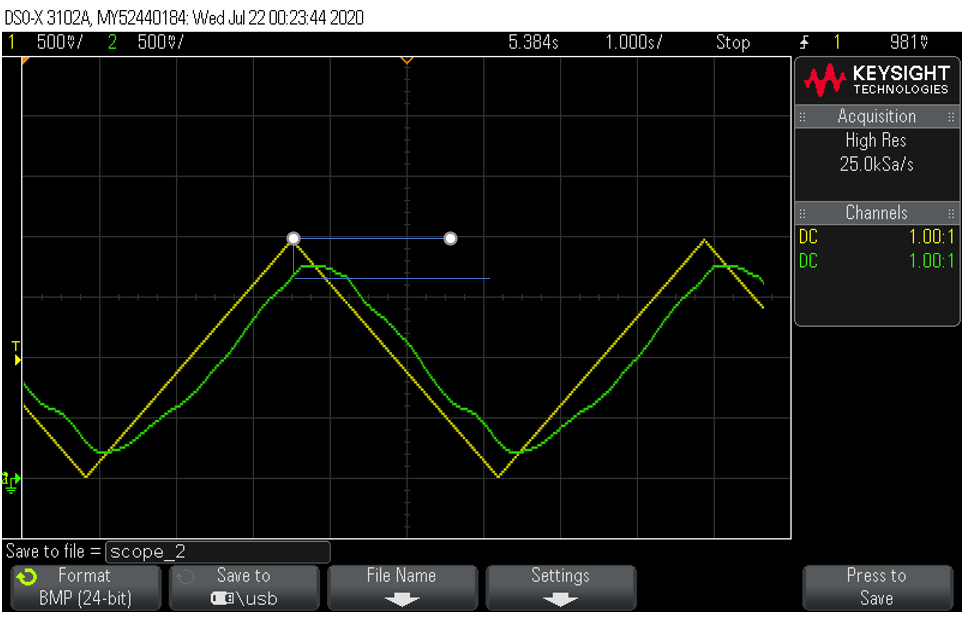 DSO-X 3102A, MY52440184: Wed Jul 22 00:23:44 2020
1 500mV/ 2 500mV/ 5.384s 1.000s/ Stop 1 981mV
KEYSIGHT
TECHNOLOGIES
Acquisition
High Res
25.0kSa/s
Channels
DC 1.00:1
DC 1.00:1
T
Save to file = scope_2
Format Save to File Name Settings Press to
BMP (24-bit) \usb Save